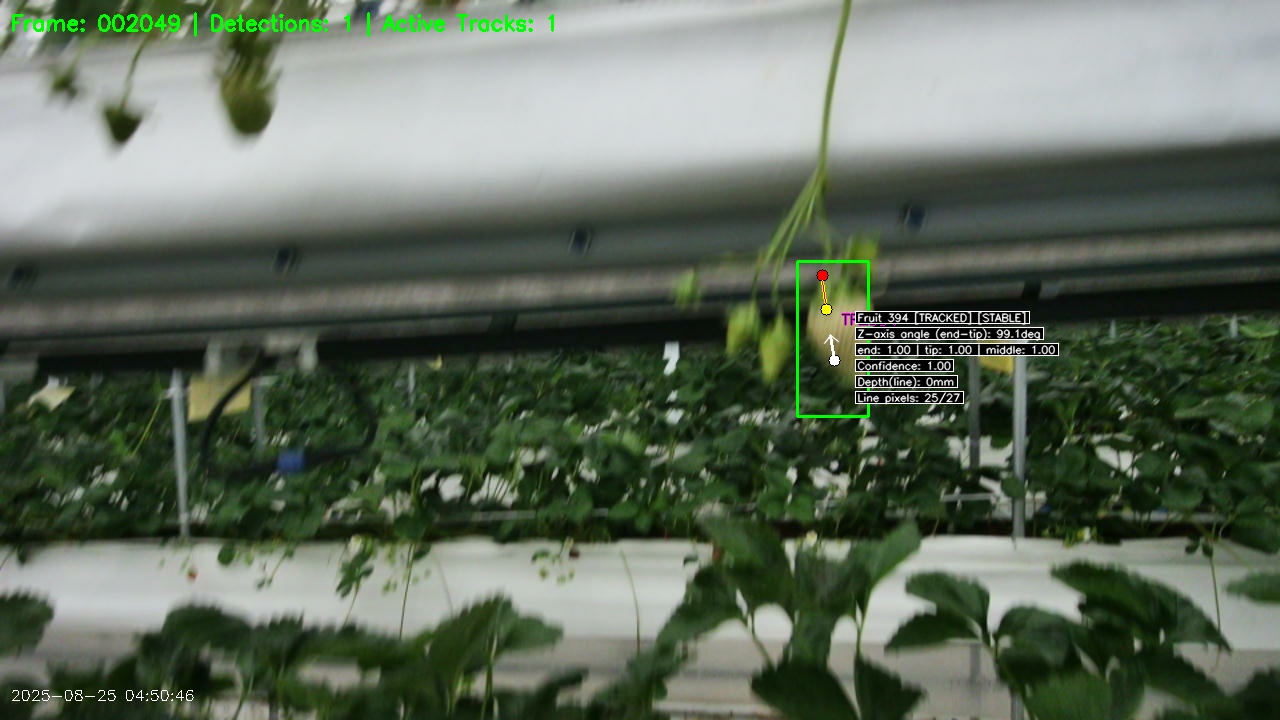 Frame: 002049 | Detections: 1 | Active Tracks: 1
Fruit 394 [TRACKED] [STABLE]
Z-axis angle (end-tip): 99.1deg
end: 1.00 | tip: 1.00 | middle: 1.00
Confidence: 1.00
Depth(line): 0mm
Line pixels: 25/27
2025-08-25 04:50:46